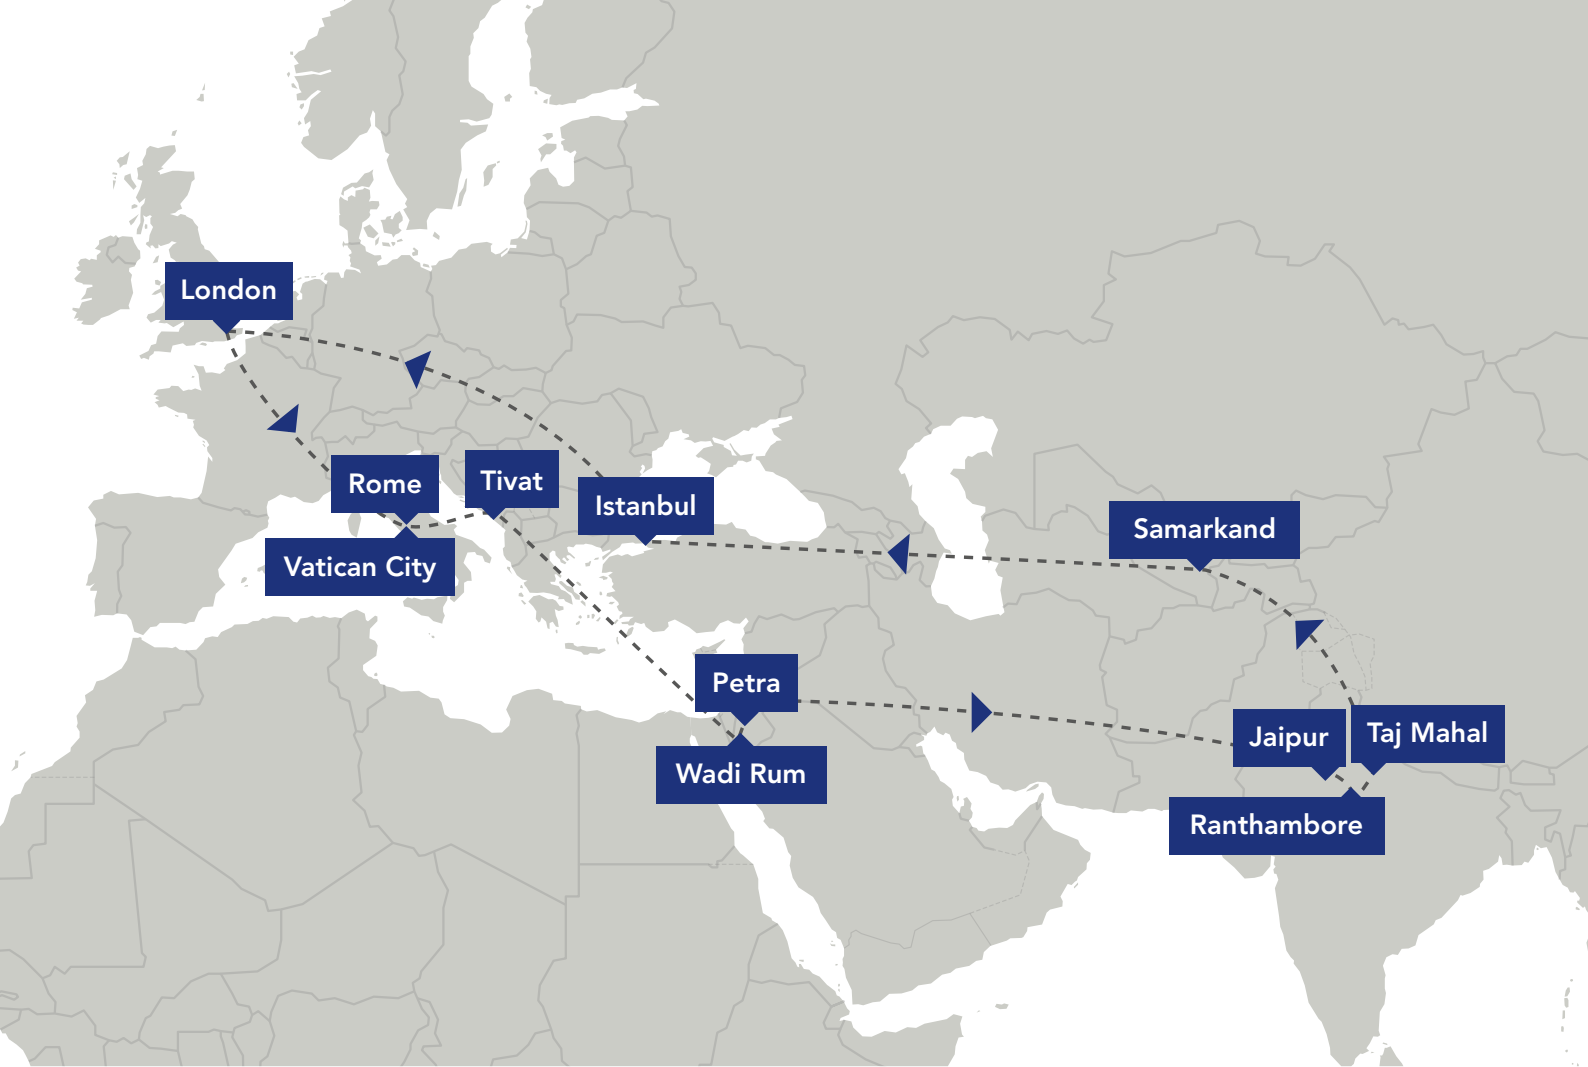 London
Tivat
Rome
Istanbul
Samarkand
Vatican City
Petra
Taj Mahal
Jaipur
Wadi Rum
Ranthambore